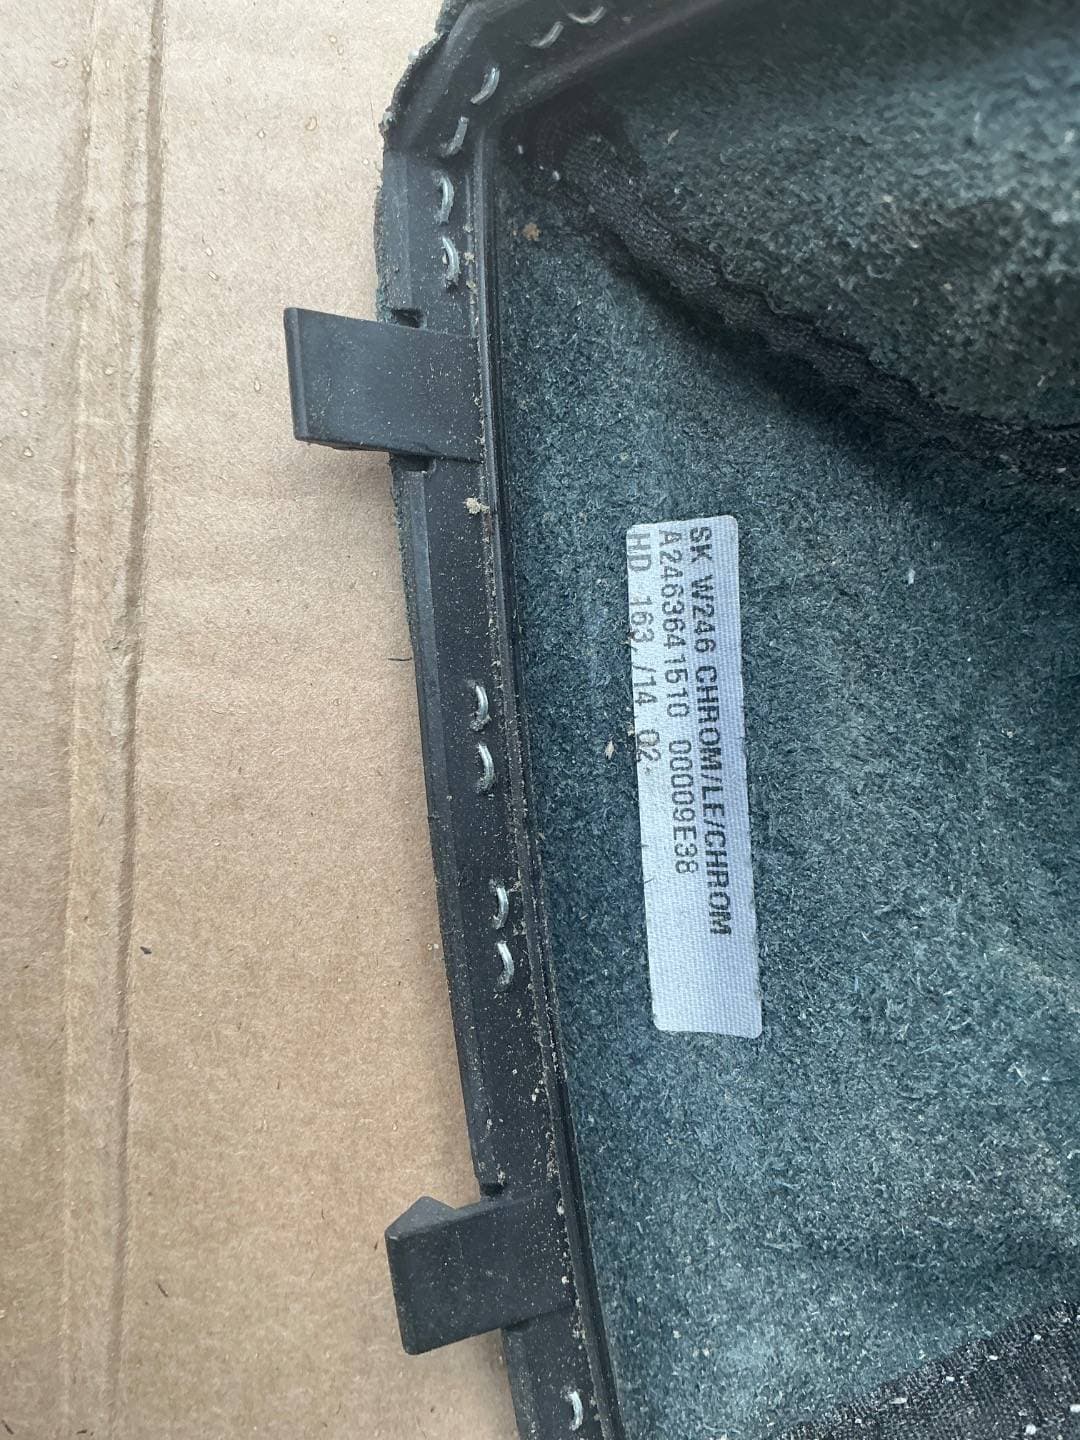 SK W246 CHROM/LE/CHROM
A2463641510 00009E38
HD 163 /14 02